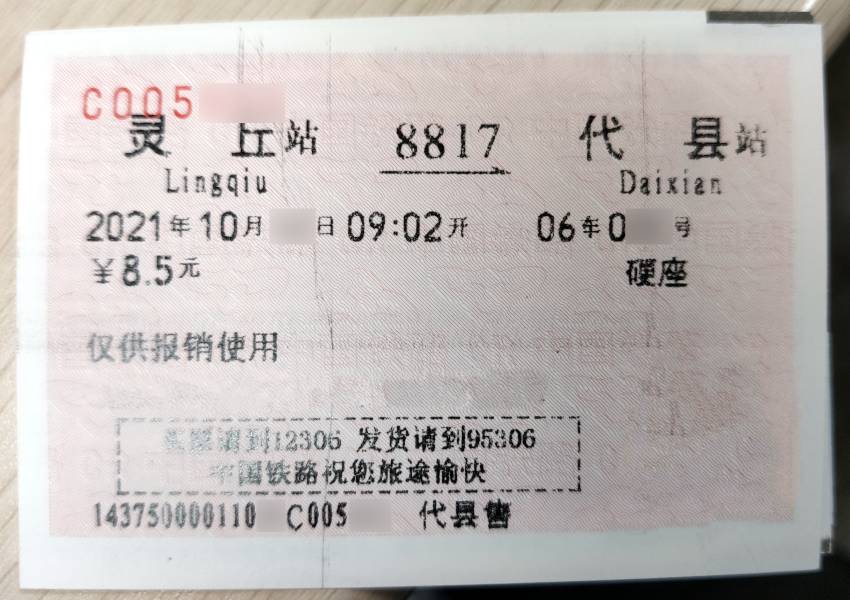 C005
灵丘站 8817 代县站
Lingqiu Daixian
2021年10月 日09:02开 06车0 号
￥8.5元 硬座
仅供报销使用
买票请到12306 发货请到95306
中国铁路祝您旅途愉快
143750000110 C005 代县售